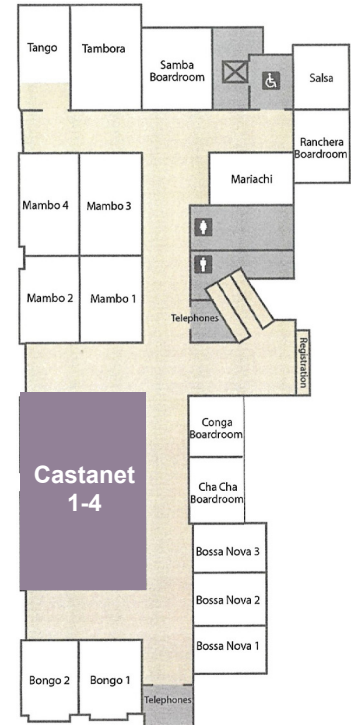 Tango
Tambora
Samba
Boardroom
Salsa
Ranchera
Boardroom
Mariachi
Mambo 4
Mambo 3
Mambo 2
Mambo 1
Telephones
Registration
Castanet
1-4
Conga
Boardroom
Cha Cha
Boardroom
Bossa Nova 3
Bossa Nova 2
Bossa Nova 1
Bongo 2
Bongo 1
Telephones